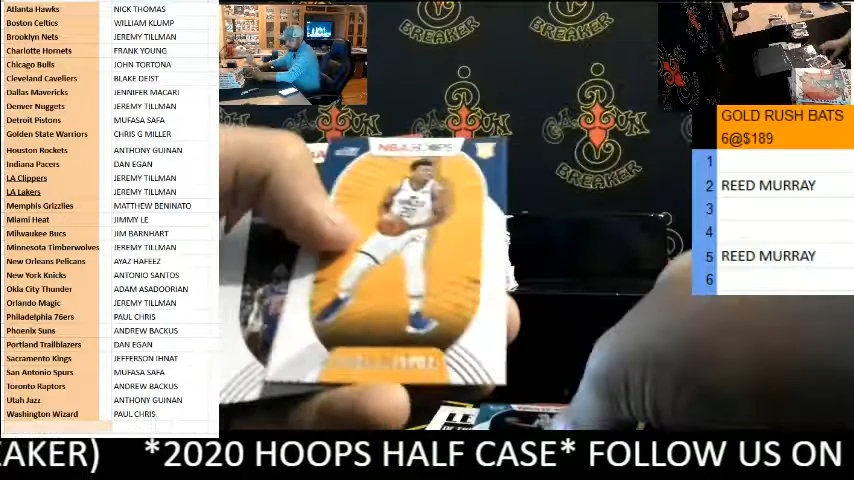 Atlanta Hawks NICK THOMAS
Boston Celtics WILLIAM KLUMP
Brooklyn Nets JEREMY TILLMAN
Charlotte Hornets FRANK YOUNG
Chicago Bulls JOHN TORTONA
Cleveland Cavaliers BLAKE DEIST
Dallas Mavericks JENNIFER MACARI
Denver Nuggets JEREMY TILLMAN
Detroit Pistons MUFASA SAFA
Golden State Warriors CHRIS G MILLER
Houston Rockets ANTHONY GUINAN
Indiana Pacers DAN EGAN
LA Clippers JEREMY TILLMAN
LA Lakers JEREMY TILLMAN
Memphis Grizzlies MATTHEW BENINATO
Miami Heat JIMMY LE
Milwaukee Bucs JIM BARNHART
Minnesota Timberwolves JEREMY TILLMAN
New Orleans Pelicans AYAZ HAFEEZ
New York Knicks ANTONIO SANTOS
Okla City Thunder ADAM ASADOORIAN
Orlando Magic JEREMY TILLMAN
Philadelphia 76ers PAUL CHRIS
Phoenix Suns ANDREW BACKUS
Portland Trailblazers DAN EGAN
Sacramento Kings JEFFERSON IHNAT
San Antonio Spurs MUFASA SAFA
Toronto Raptors ANDREW BACKUS
Utah Jazz ANTHONY GUINAN
Washington Wizard PAUL CHRIS
BREAKER
BREAKER
CAJUN
BREAKER
NBA HOOPS
GOLD RUSH BATS
6@$189
1
2 REED MURRAY
3
4
5 REED MURRAY
6
EAKER) *2020 HOOPS HALF CASE* FOLLOW US ON